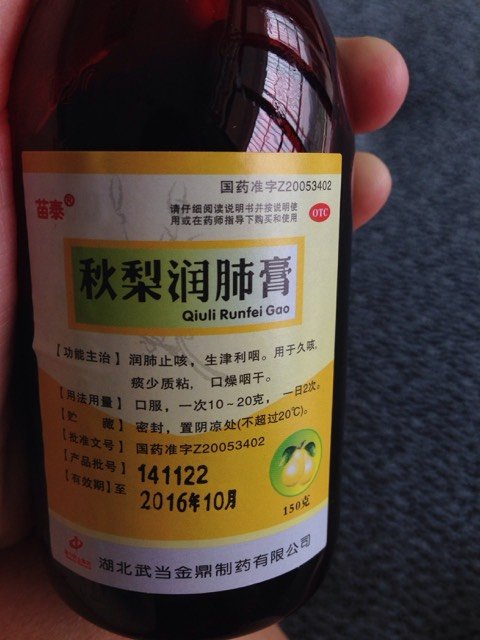 国药准字Z20053402
苗泰®
请仔细阅读说明书并按说明使
用或在药师指导下购买和使用
OTC
秋梨润肺膏
Qiuli Runfei Gao
【功能主治】润肺止咳，生津利咽。用于久咳，
痰少质粘，口燥咽干。
【用法用量】口服，一次10～20克，一日2次。
【贮 藏】密封，置阴凉处(不超过20℃)。
【批准文号】国药准字Z20053402
【产品批号】141122
【有效期】至2016年10月
150克
湖北武当金鼎制药有限公司